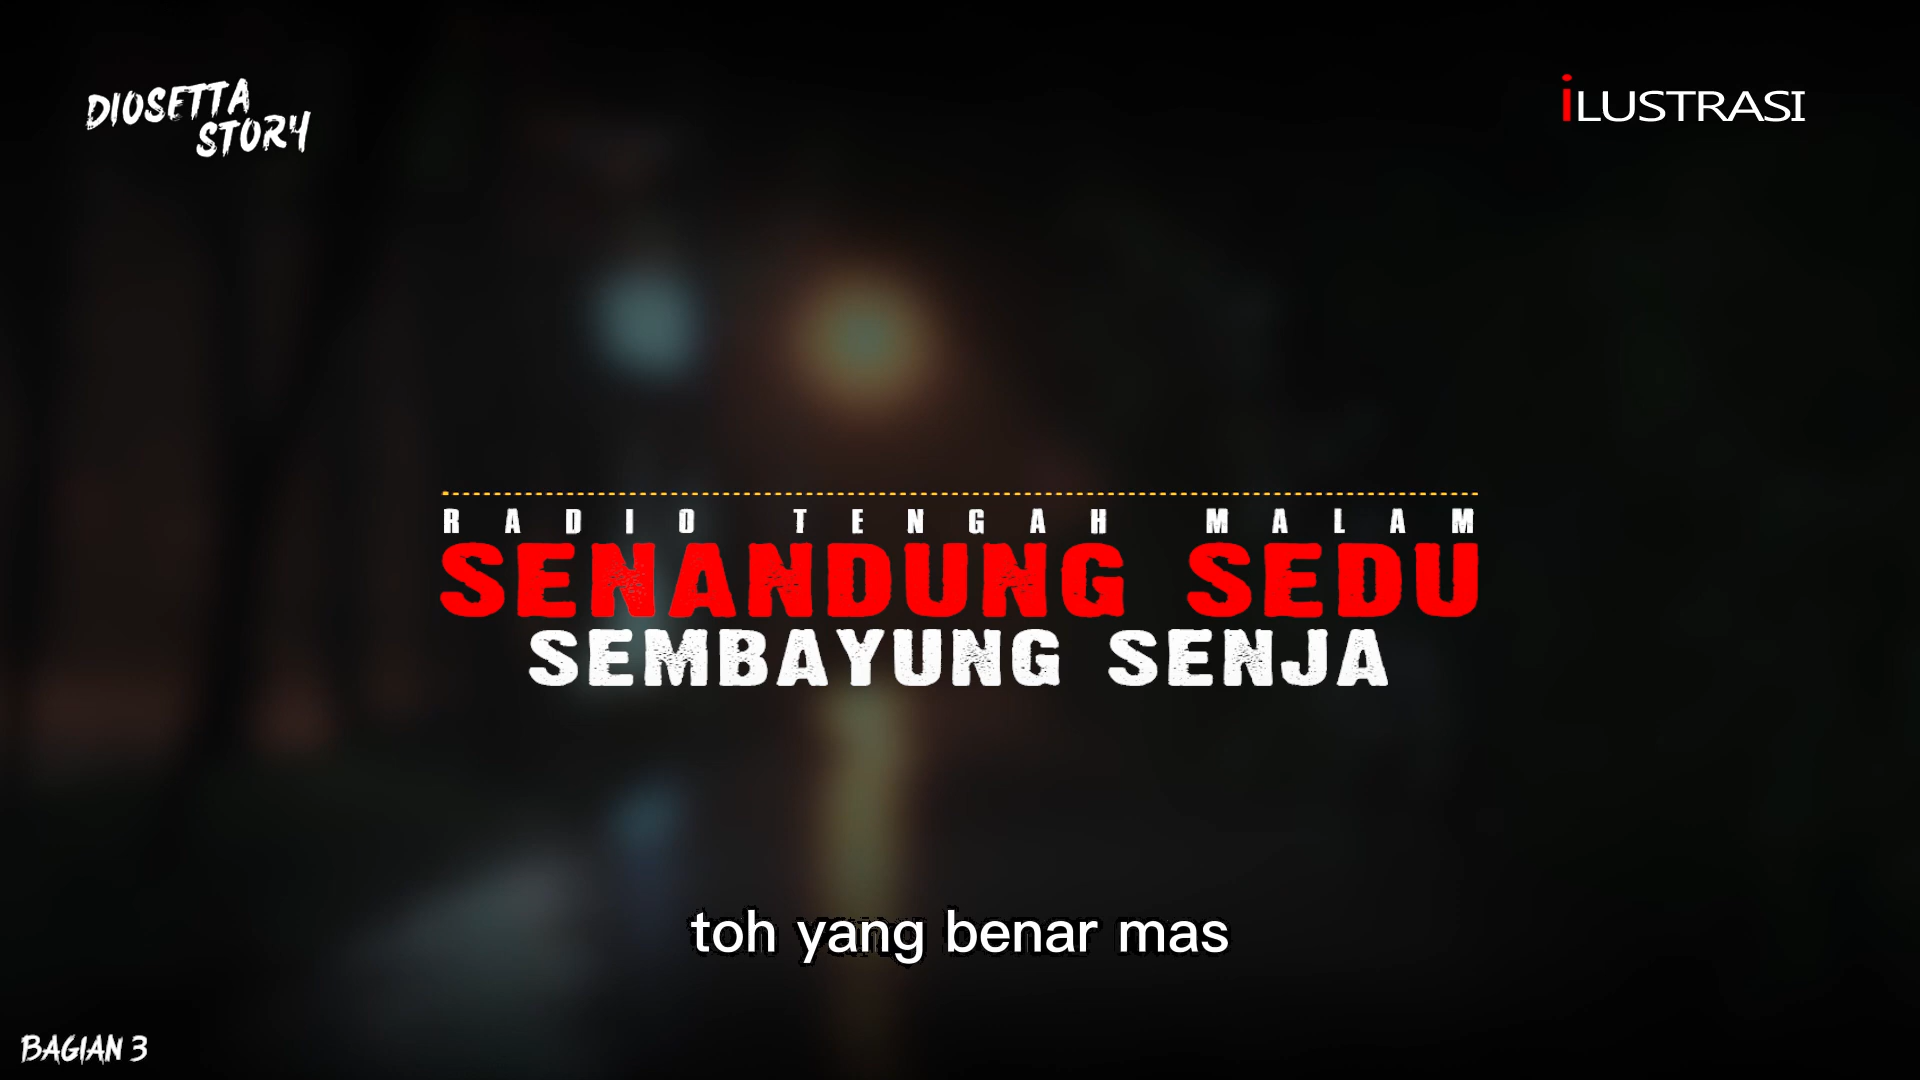 DIOSETTA
STORY
iLUSTRASI
RADIO TENGAH MALAM
SENANDUNG SEDU
SEMBAYUNG SENJA
toh yang benar mas
BAGIAN 3